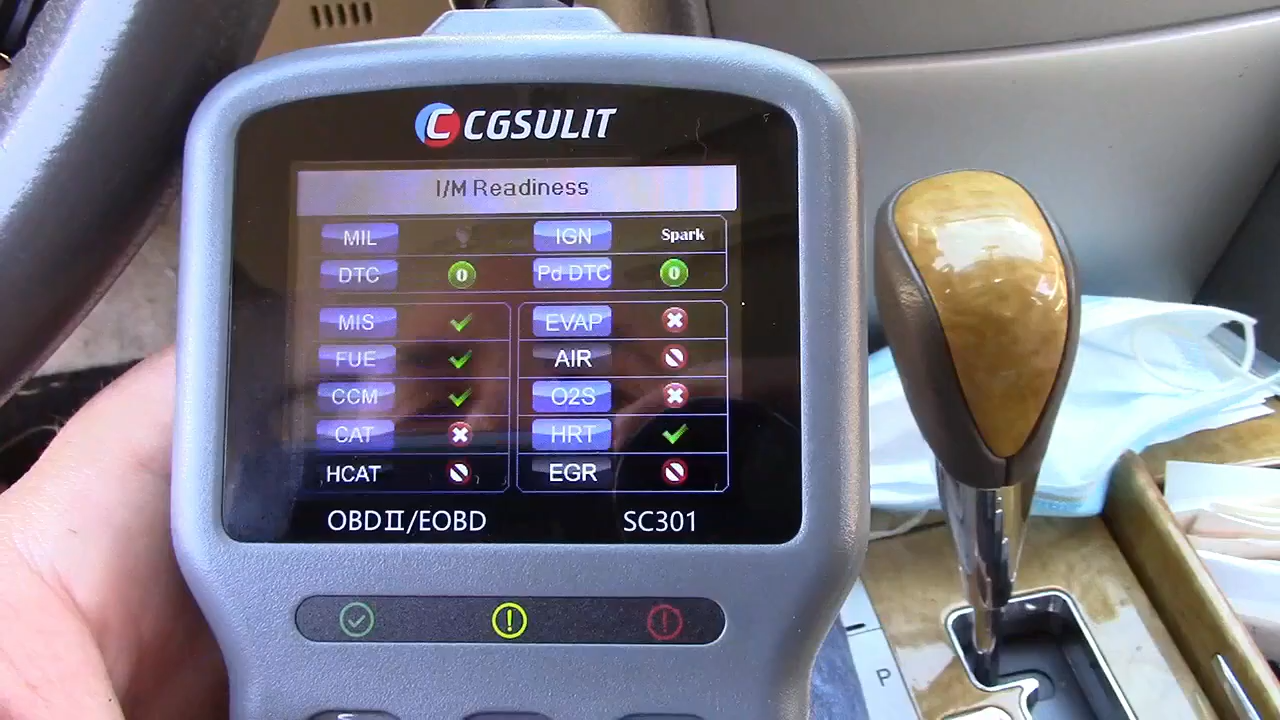 CGSULIT
I/M Readiness
MIL IGN Spark
DTC 0 Pd DTC 0
MIS EVAP
FUE AIR
CCM O2S
CAT HRT
HCAT EGR
OBDII/EOBD SC301
P